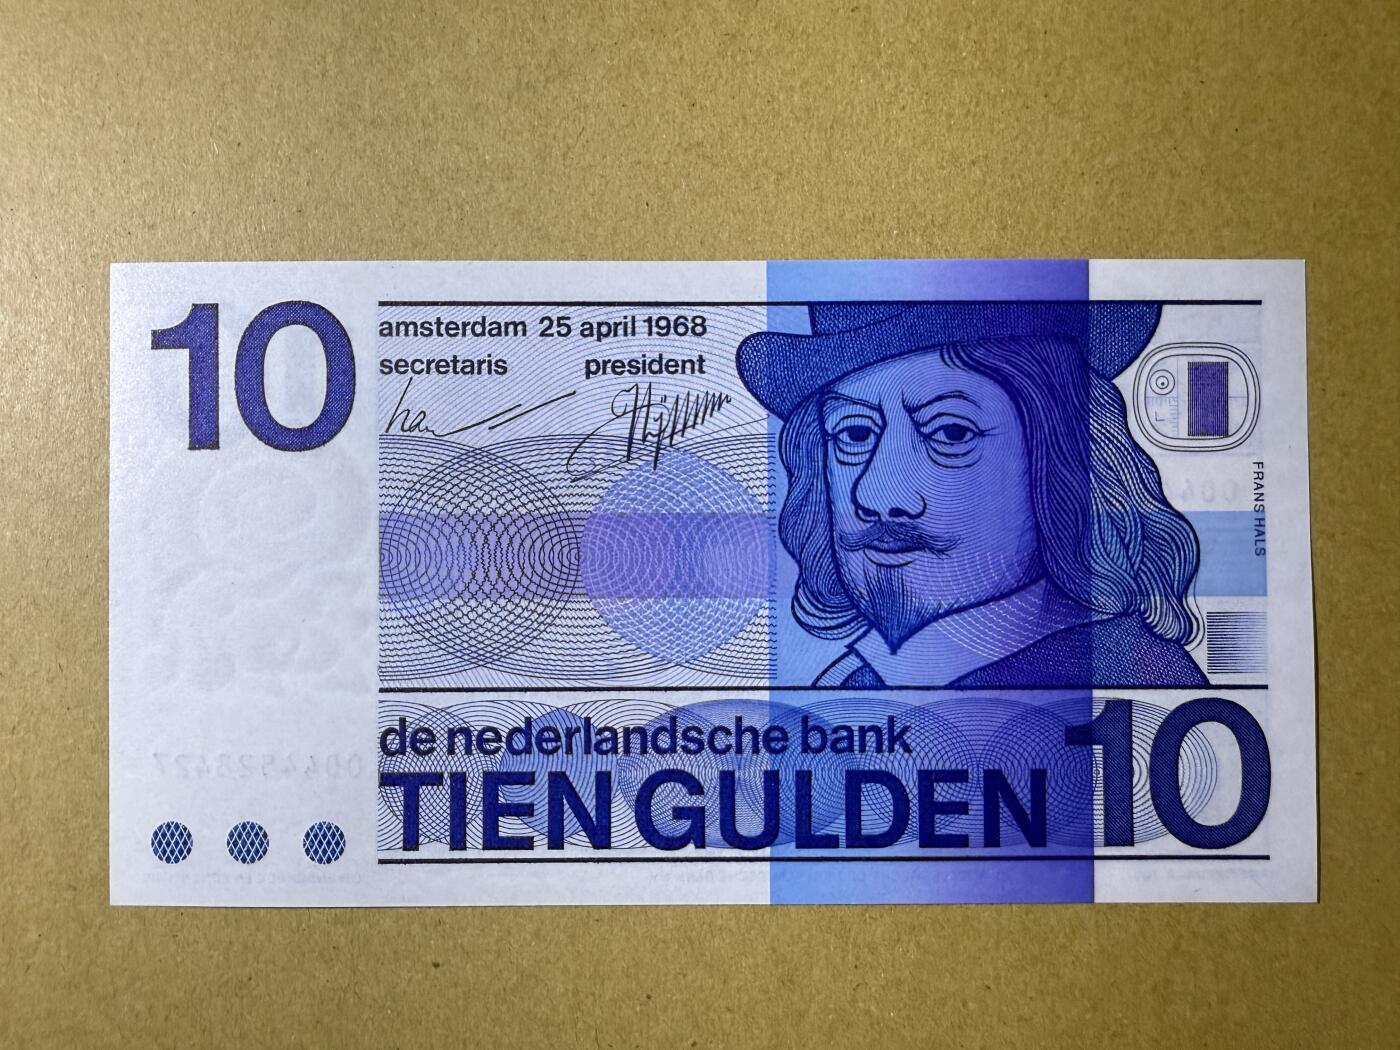 10
amsterdam 25 april 1968
secretaris president
FRANS HALS
de nederlandsche bank
TIEN GULDEN 10